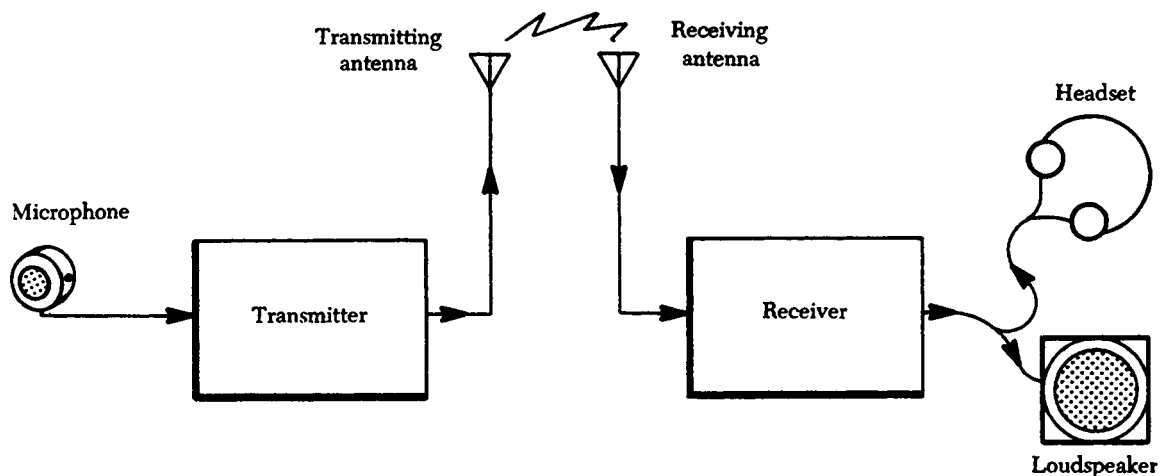 Transmitting
antenna
Receiving
antenna
Headset
Microphone
Transmitter
Receiver
Loudspeaker